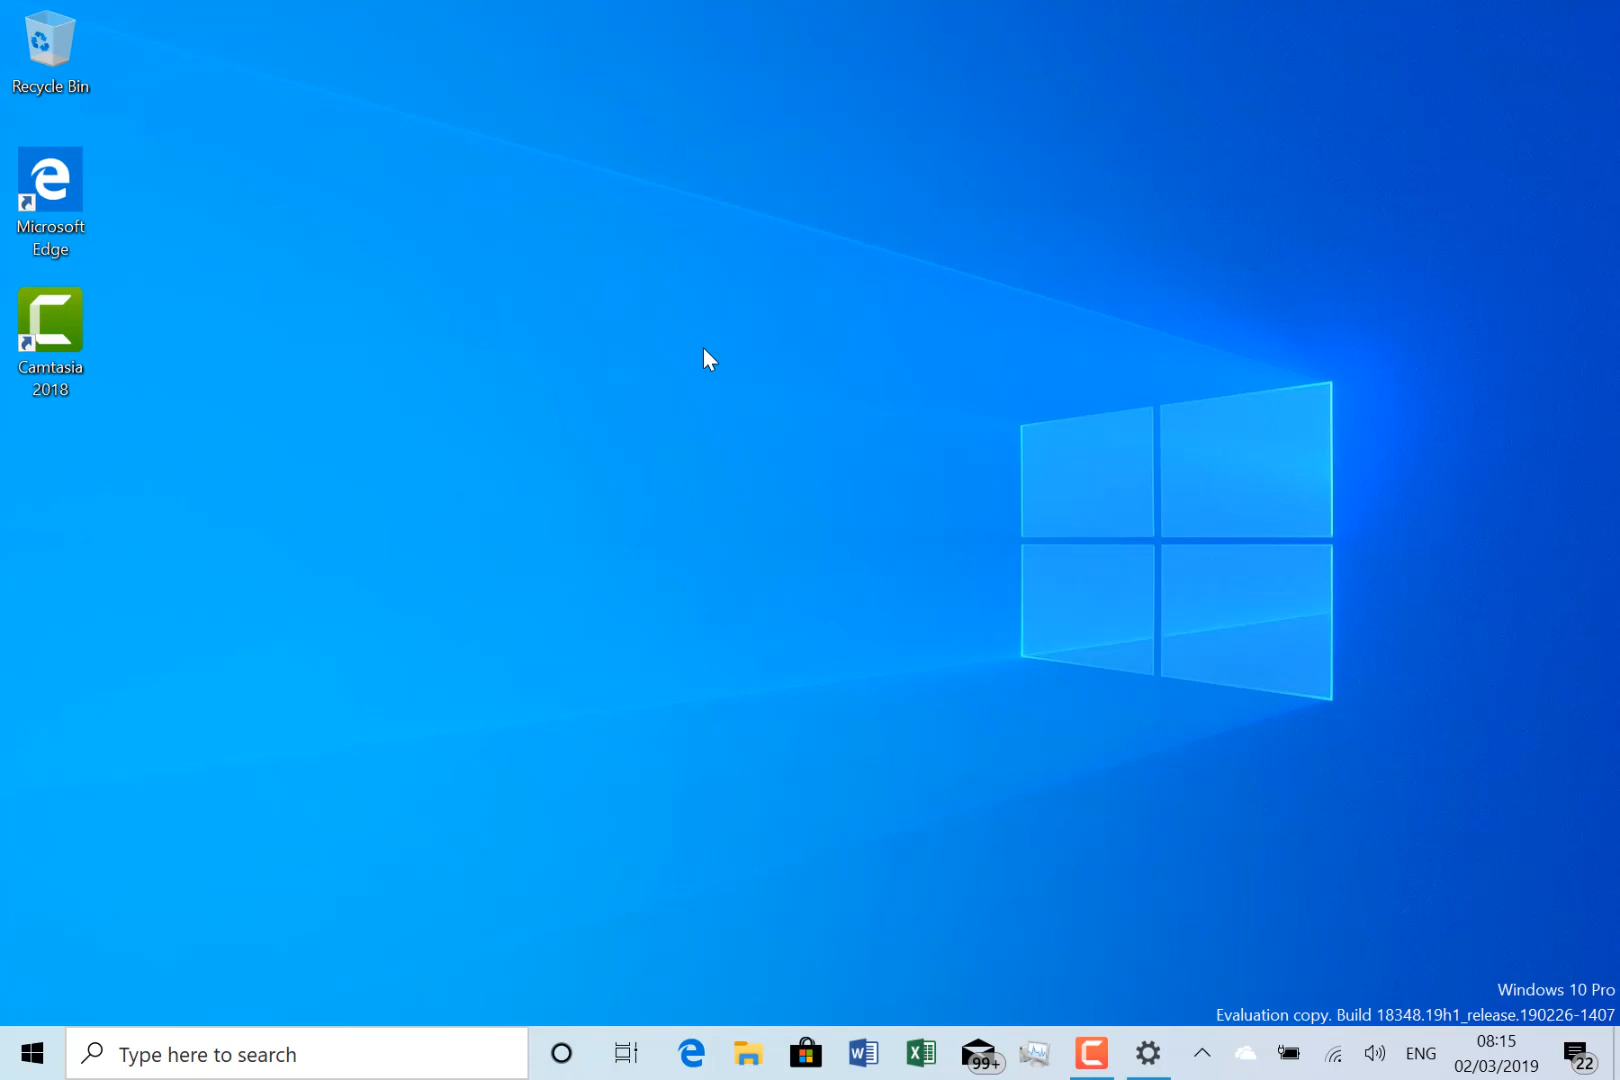 Recycle Bin
Microsoft
Edge
Camtasia
2018
Windows 10 Pro
Evaluation copy. Build 18348.19h1_release.190226-1407
Type here to search
99+
ENG
08:15
02/03/2019
22